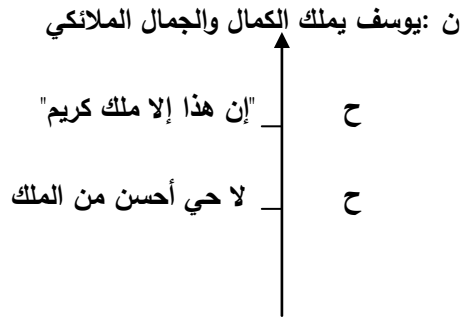 ن :يوسف يملك الكمال والجمال الملائكي
ح "إن هذا إلا ملك كريم"
ح لا حي أحسن من الملك